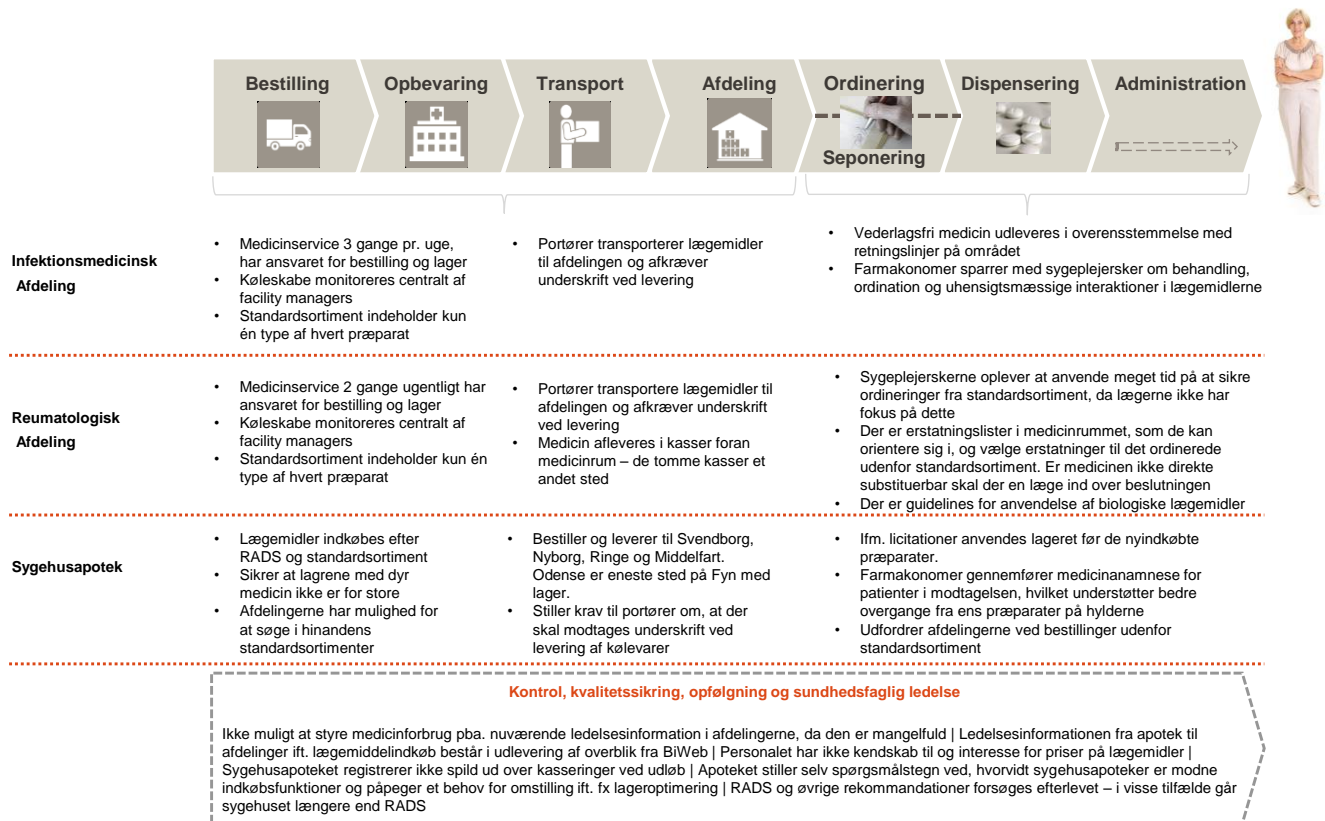 Bestilling
Opbevaring
Transport
Afdeling
Ordinering
Seponering
Dispensering
Administration
Infektionsmedicinsk
Afdeling
• Medicinservice 3 gange pr. uge,
har ansvaret for bestilling og lager
• Køleskabe monitoreres centralt af
facility managers
• Standardsortiment indeholder kun
én type af hvert præparat
• Portører transporterer lægemidler
til afdelingen og afkræver
underskrift ved levering
• Vederlagsfri medicin udleveres i overensstemmelse med
retningslinjer på området
• Farmakonomer sparrer med sygeplejersker om behandling,
ordination og uhensigtsmæssige interaktioner i lægemidlerne
Reumatologisk
Afdeling
• Medicinservice 2 gange ugentligt har
ansvaret for bestilling og lager
• Køleskabe monitoreres centralt af
facility managers
• Standardsortiment indeholder kun én
type af hvert præparat
• Portører transportere lægemidler til
afdelingen og afkræver underskrift
ved levering
• Medicin afleveres i kasser foran
medicinrum – de tomme kasser et
andet sted
• Sygeplejerskerne oplever at anvende meget tid på at sikre
ordineringer fra standardsortiment, da lægerne ikke har
fokus på dette
• Der er erstatningslister i medicinrummet, som de kan
orientere sig i, og vælge erstatninger til det ordinerede
udenfor standardsortiment. Er medicinen ikke direkte
substituerbar skal der en læge ind over beslutningen
• Der er guidelines for anvendelse af biologiske lægemidler
Sygehusapotek
• Lægemidler indkøbes efter
RADS og standardsortiment
• Sikrer at lagrene med dyr
medicin ikke er for store
• Afdelingerne har mulighed for
at søge i hinandens
standardsortimenter
• Bestiller og leverer til Svendborg,
Nyborg, Ringe og Middelfart.
Odense er eneste sted på Fyn med
lager.
• Stiller krav til portører om, at der
skal modtages underskrift ved
levering af kølevarer
• Ifm. licitationer anvendes lageret før de nyindkøbte
præparater.
• Farmakonomer gennemfører medicinanamnese for
patienter i modtagelsen, hvilket understøtter bedre
overgange fra ens præparater på hylderne
• Udfordrer afdelingerne ved bestillinger udenfor
standardsortiment
Kontrol, kvalitetssikring, opfølgning og sundhedsfaglig ledelse
Ikke muligt at styre medicinforbrug pba. nuværende ledelsesinformation i afdelingerne, da den er mangelfuld | Ledelsesinformationen fra apotek til
afdelinger ift. lægemiddelindkøb består i udlevering af overblik fra BiWeb | Personalet har ikke kendskab til og interesse for priser på lægemidler |
Sygehusapoteket registrerer ikke spild ud over kasseringer ved udløb | Apoteket stiller selv spørgsmålstegn ved, hvorvidt sygehusapoteker er modne
indkøbsfunktioner og påpeger et behov for omstilling ift. fx lageroptimering | RADS og øvrige rekommandationer forsøges efterlevet – i visse tilfælde går
sygehuset længere end RADS